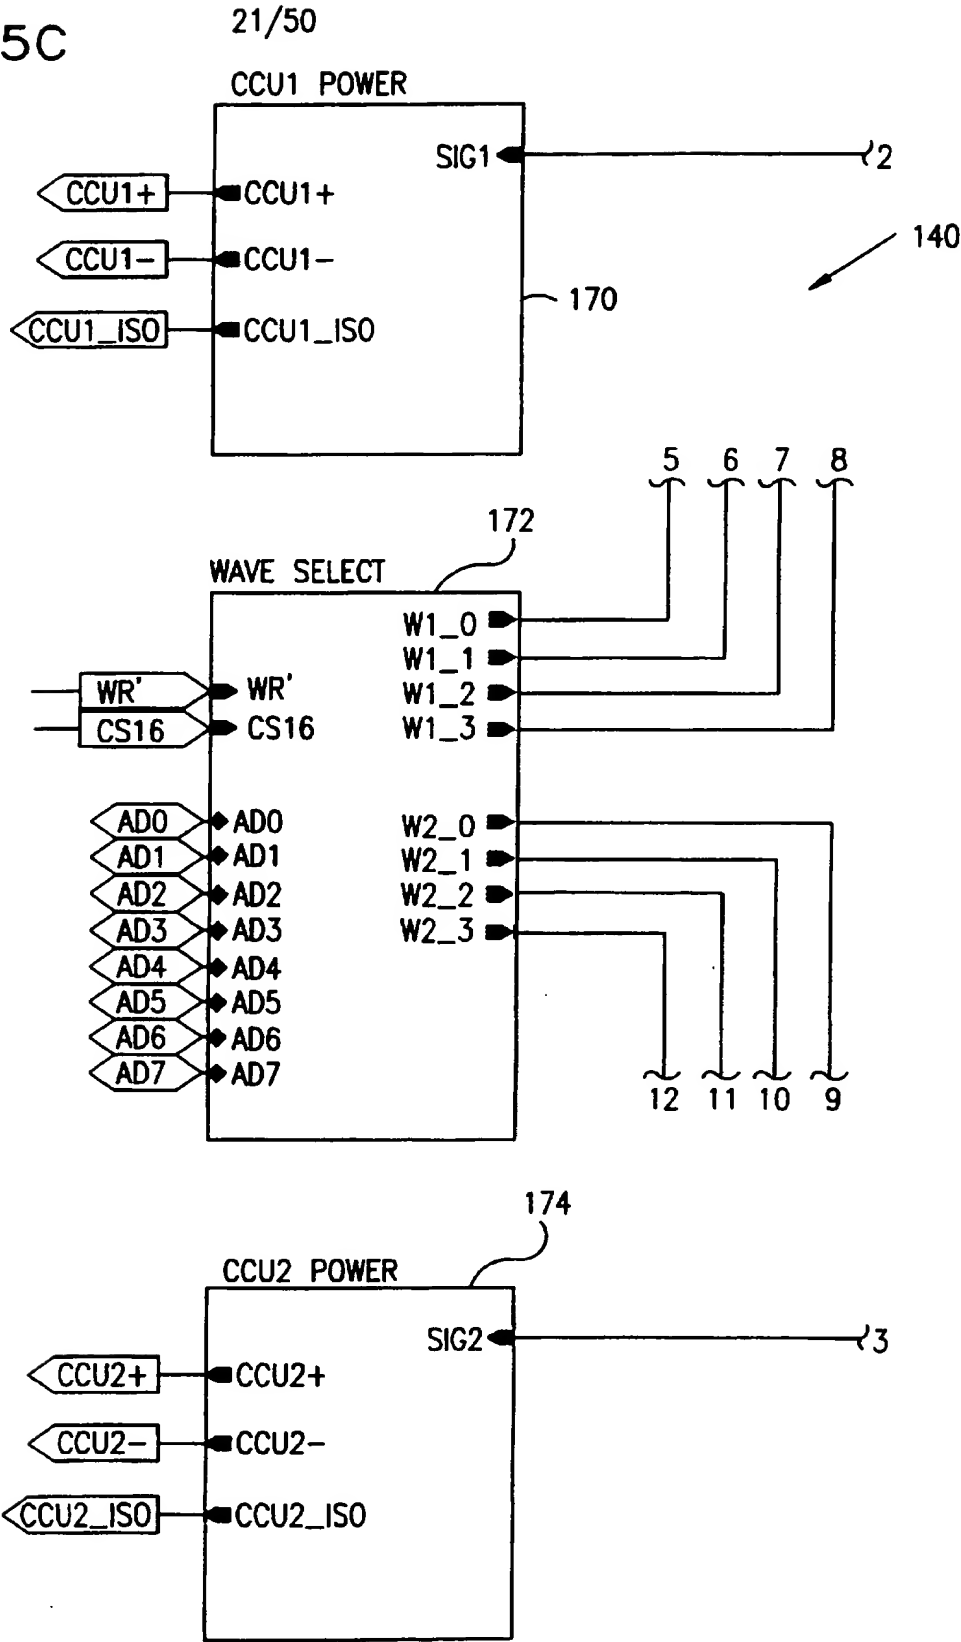 5C
21/50
CCU1 POWER
SIG1
2
CCU1+ CCU1+
CCU1- CCU1-
CCU1_ISO CCU1_ISO
140
170
5 6 7 8
172
WAVE SELECT
W1_0
W1_1
WR' WR' W1_2
CS16 CS16 W1_3
AD0 AD0 W2_0
AD1 AD1 W2_1
AD2 AD2 W2_2
AD3 AD3 W2_3
AD4 AD4
AD5 AD5
AD6 AD6
AD7 AD7
12 11 10 9
174
CCU2 POWER
SIG2
3
CCU2+ CCU2+
CCU2- CCU2-
CCU2_ISO CCU2_ISO